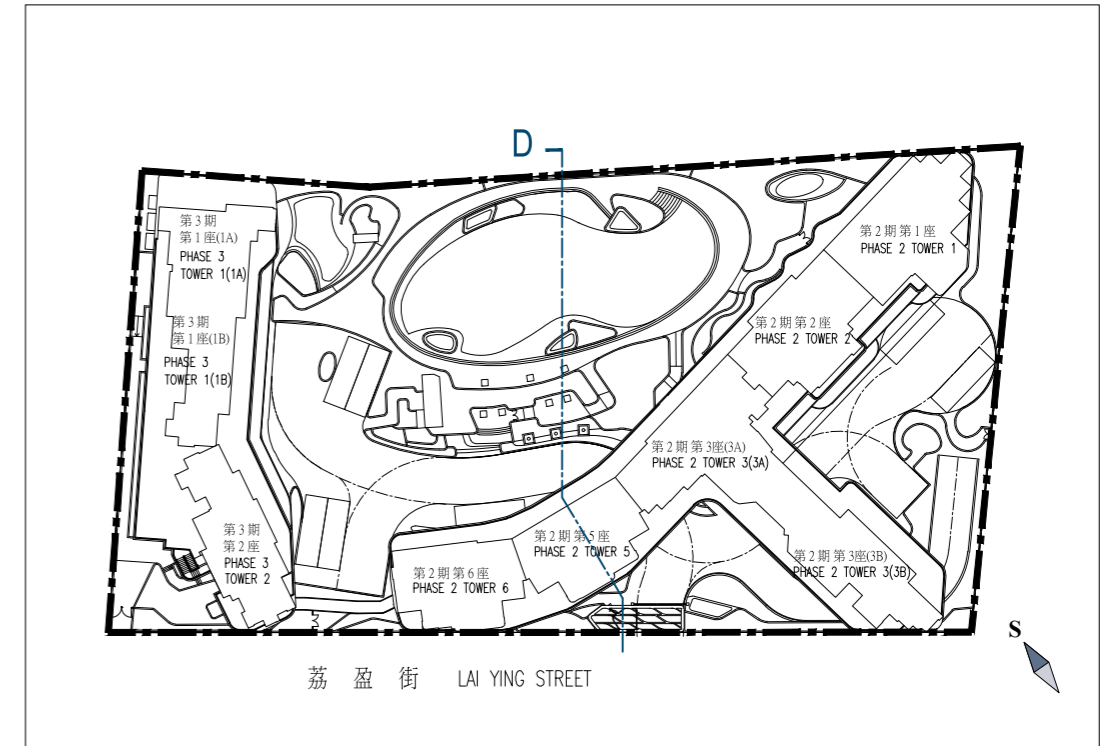 D
第3期
第1座(1A)
PHASE 3
TOWER 1(1A)
第3期
第1座(1B)
PHASE 3
TOWER 1(1B)
第3期
第2座
PHASE 3
TOWER 2
第2期第1座
PHASE 2 TOWER 1
第2期第2座
PHASE 2 TOWER 2
第2期第3座(3A)
PHASE 2 TOWER 3(3A)
第2期第5座
PHASE 2 TOWER 5
第2期第3座(3B)
PHASE 2 TOWER 3(3B)
第2期第6座
PHASE 2 TOWER 6
S
荔盈街 LAI YING STREET